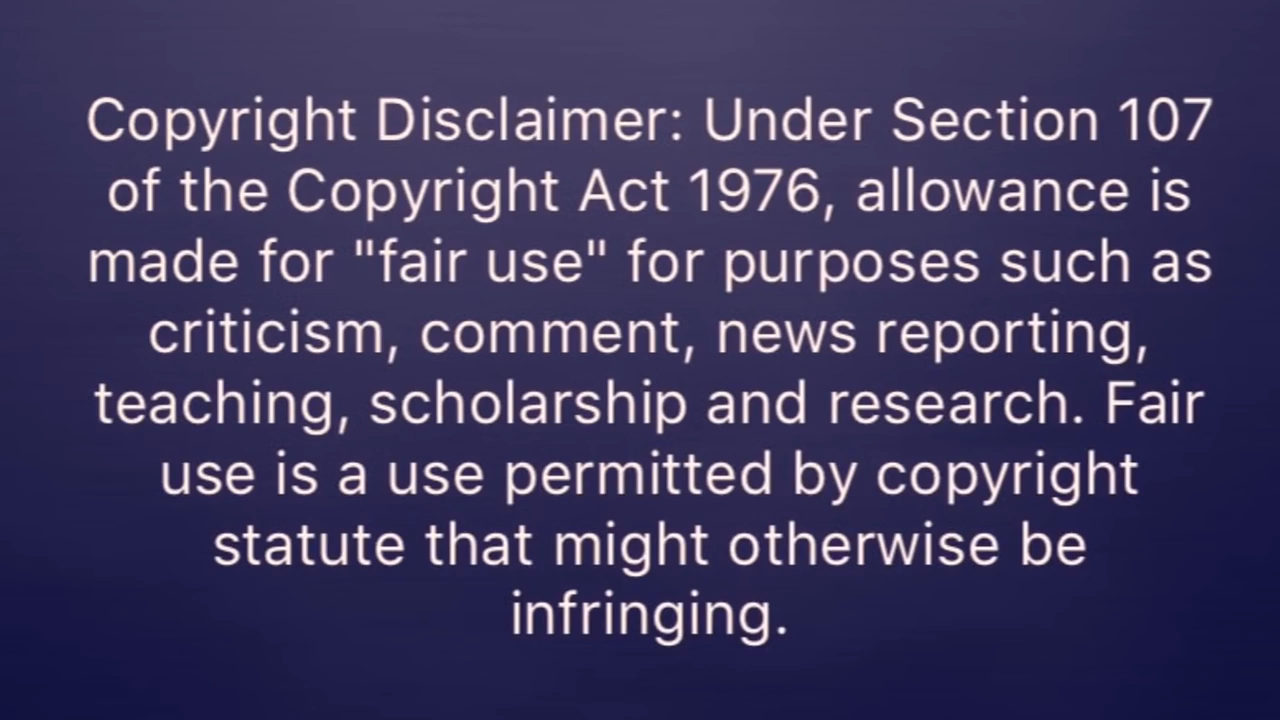 Copyright Disclaimer: Under Section 107
of the Copyright Act 1976, allowance is
made for "fair use" for purposes such as
criticism, comment, news reporting,
teaching, scholarship and research. Fair
use is a use permitted by copyright
statute that might otherwise be
infringing.